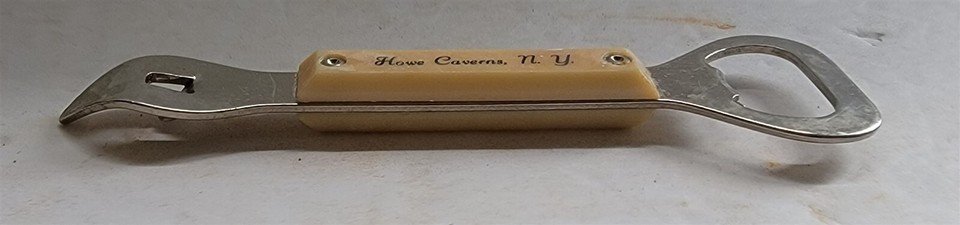 Howe Caverns, N. Y.